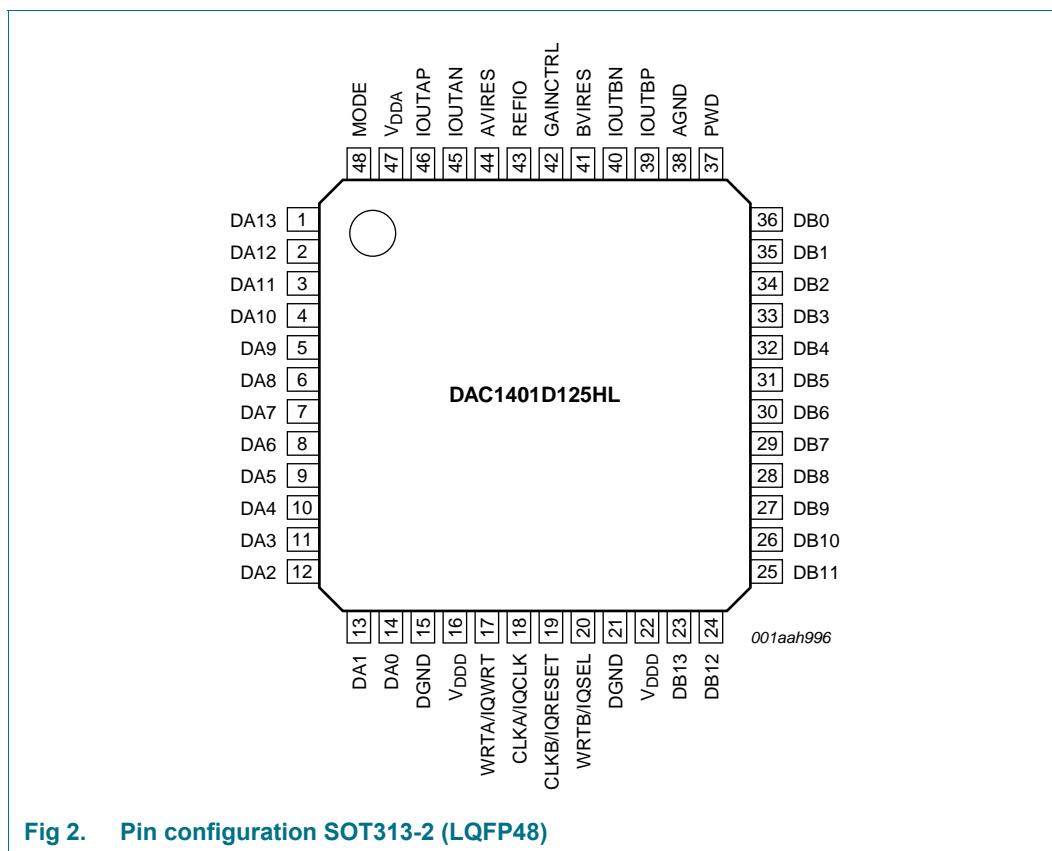 MODE
VDDA
IOUTAP
IOUTAN
AVIRES
REFIO
GAINCTRL
BVIRES
IOUTBN
IOUTBP
AGND
PWD
48
47
46
45
44
43
42
41
40
39
38
37
DA13 1
DA12 2
DA11 3
DA10 4
DA9 5
DA8 6
DA7 7
DA6 8
DA5 9
DA4 10
DA3 11
DA2 12
DAC1401D125HL
36 DB0
35 DB1
34 DB2
33 DB3
32 DB4
31 DB5
30 DB6
29 DB7
28 DB8
27 DB9
26 DB10
25 DB11
13
14
15
16
17
18
19
20
21
22
23
24
001aah996
DA1
DA0
DGND
VDDD
WRTA/IQWRT
CLKA/IQCLK
CLKB/IQRESET
WRTB/IQSEL
DGND
VDDD
DB13
DB12
Fig 2. Pin configuration SOT313-2 (LQFP48)